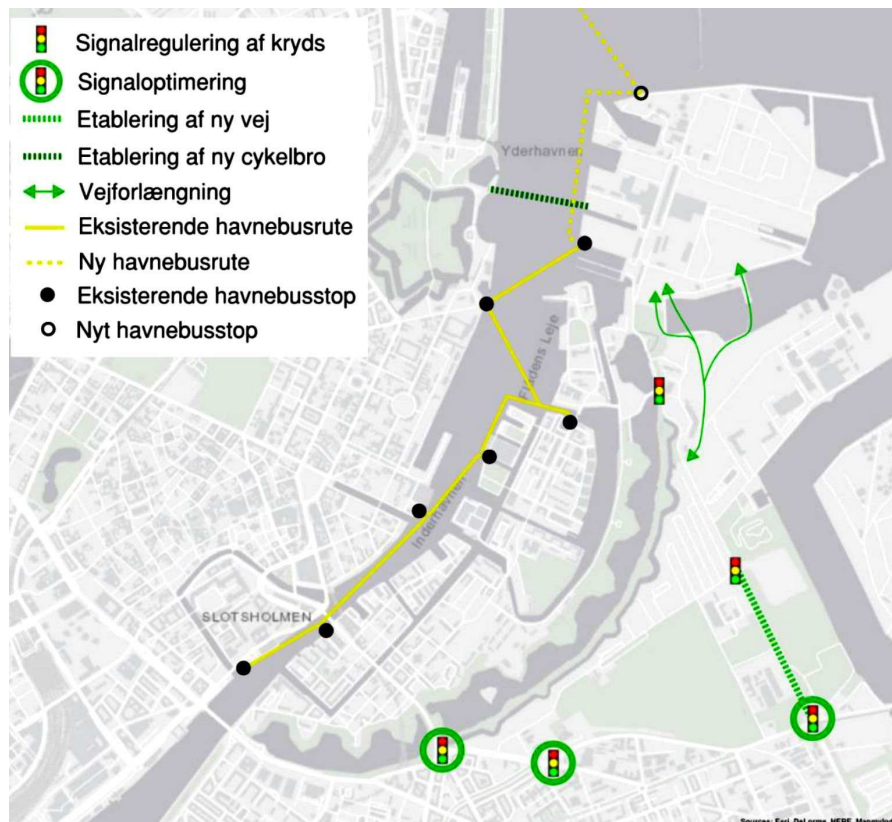 Signalregulering af kryds
Signaloptimering
Etablering af ny vej
Etablering af ny cykelbro
Vejforlængning
Eksisterende havnebusrute
Ny havnebusrute
Eksisterende havnebusstop
Nyt havnebusstop
Yderhavnen
Fladens Leje
Inderhavnen
SLOTSHOLMEN
Sources: Esri, DeLorme, HERE,